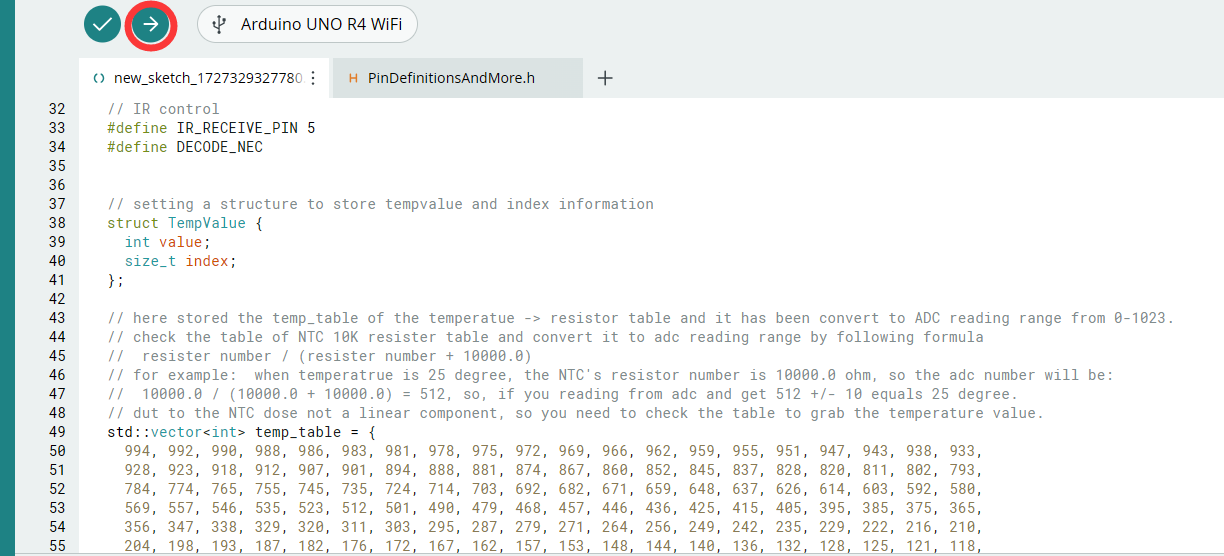 Arduino UNO R4 WiFi
new_sketch_1727329327780 PinDefinitionsAndMore.h
32 // IR control
33 #define IR_RECEIVE_PIN 5
34 #define DECODE_NEC
35
36
37 // setting a structure to store tempvalue and index information
38 struct TempValue {
39 int value;
40 size_t index;
41 };
42
43 // here stored the temp_table of the temperatue -> resistor table and it has been convert to ADC reading range from 0-1023.
44 // check the table of NTC 10K resister table and convert it to adc reading range by following formula
45 // resister number / (resister number + 10000.0)
46 // for example: when temperatrue is 25 degree, the NTC's resistor number is 10000.0 ohm, so the adc number will be:
47 // 10000.0 / (10000.0 + 10000.0) = 512, so, if you reading from adc and get 512 +/- 10 equals 25 degree.
48 // dut to the NTC dose not a linear component, so you need to check the table to grab the temperature value.
49 std::vector<int> temp_table = {
50 994, 992, 990, 988, 986, 983, 981, 978, 975, 972, 969, 966, 962, 959, 955, 951, 947, 943, 938, 933,
51 928, 923, 918, 912, 907, 901, 894, 888, 881, 874, 867, 860, 852, 845, 837, 828, 820, 811, 802, 793,
52 784, 774, 765, 755, 745, 735, 724, 714, 703, 692, 682, 671, 659, 648, 637, 626, 614, 603, 592, 580,
53 569, 557, 546, 535, 523, 512, 501, 490, 479, 468, 457, 446, 436, 425, 415, 405, 395, 385, 375, 365,
54 356, 347, 338, 329, 320, 311, 303, 295, 287, 279, 271, 264, 256, 249, 242, 235, 229, 222, 216, 210,
55 204, 198, 193, 187, 182, 176, 172, 167, 162, 157, 153, 148, 144, 140, 136, 132, 128, 125, 121, 118,